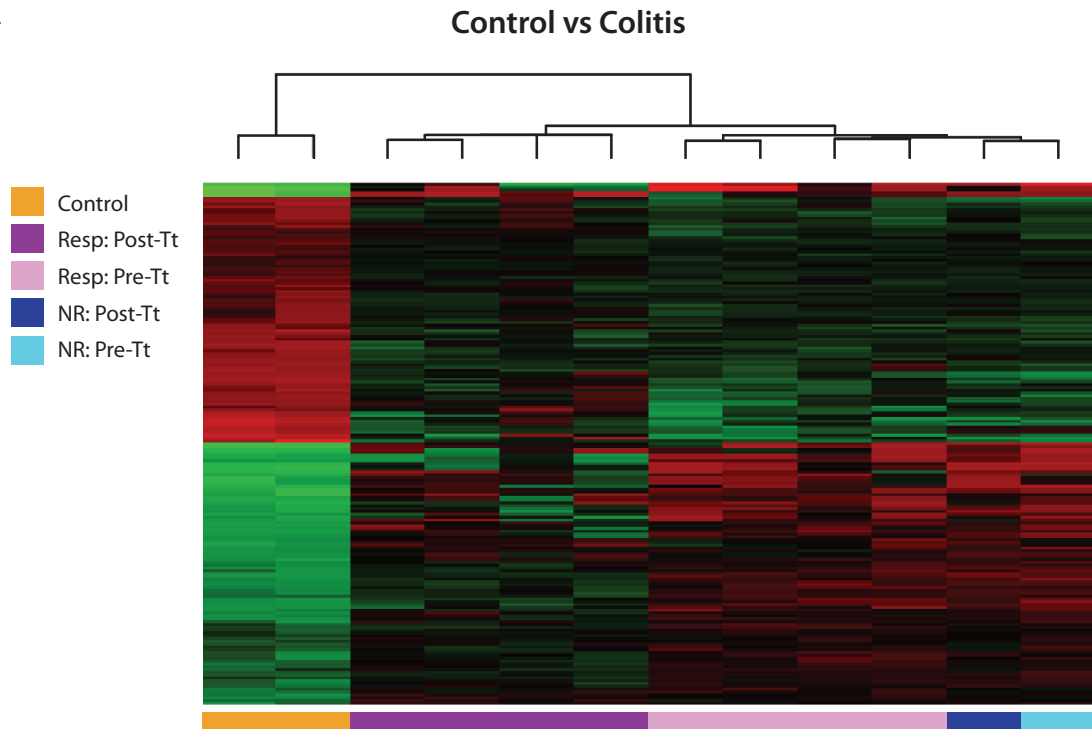 Control vs Colitis
Control
Resp: Post-Tt
Resp: Pre-Tt
NR: Post-Tt
NR: Pre-Tt